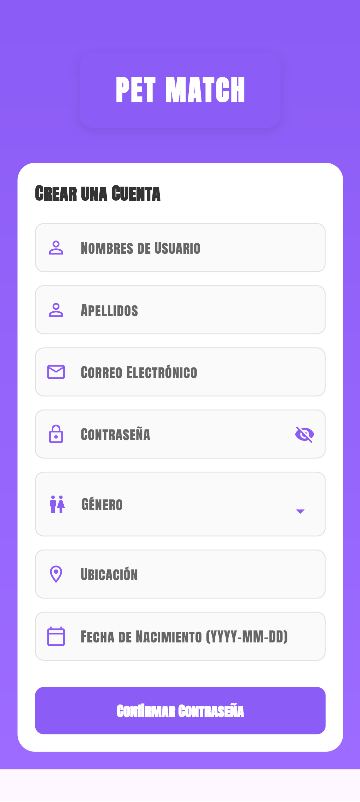 PET MATCH
Crear una Cuenta
Nombres de Usuario
Apellidos
Correo Electrónico
Contraseña
Género
Ubicación
Fecha de Nacimiento (YYYY-MM-DD)
Confirmar Contraseña